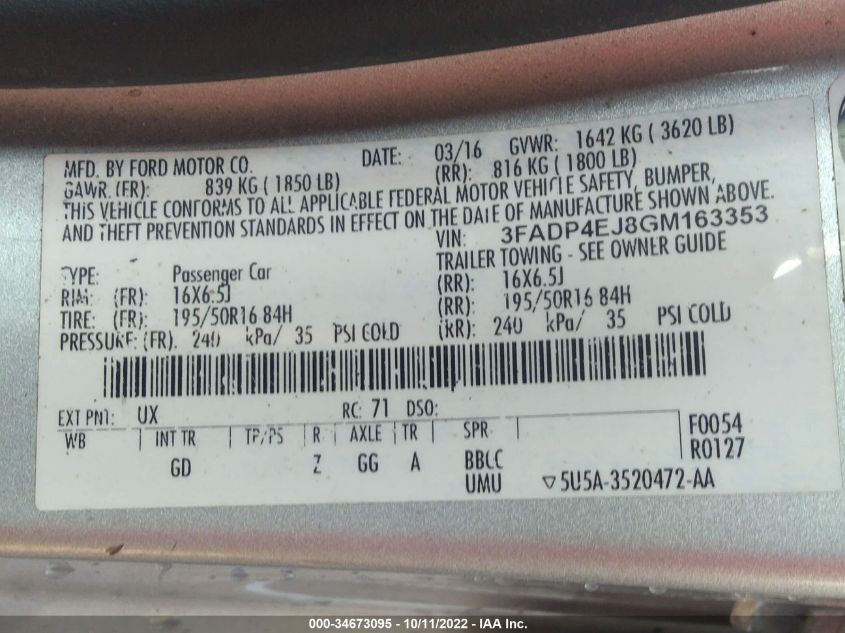 MFD. BY FORD MOTOR CO. DATE: 03/16 GVWR: 1642 KG ( 3620 LB)
GAWR. (FR): 839 KG ( 1850 LB) (RR): 816 KG ( 1800 LB)
THIS VEHICLE CONFORMS TO ALL APPLICABLE FEDERAL MOTOR VEHICLE SAFETY, BUMPER,
AND THEFT PREVENTION STANDARDS IN EFFECT ON THE DATE OF MANUFACTURE SHOWN ABOVE.
VIN: 3FADP4EJ8GM163353
TYPE: Passenger Car TRAILER TOWING - SEE OWNER GUIDE
RIM: (FR): 16X6.5J (RR): 16X6.5J
TIRE: (FR): 195/50R16 84H (RR): 195/50R16 84H
PRESSURE: (FR). 240 kPa/ 35 PSI COLD (RR): 240 kPa/ 35 PSI COLD
EXT PNT: UX RC: 71 DSO:
WB INT TR TP/PS R AXLE TR SPR F0054
GD Z GG A BBCC R0127
UMU ▽5U5A-3520472-AA
000-34673095 - 10/11/2022 - IAA Inc.